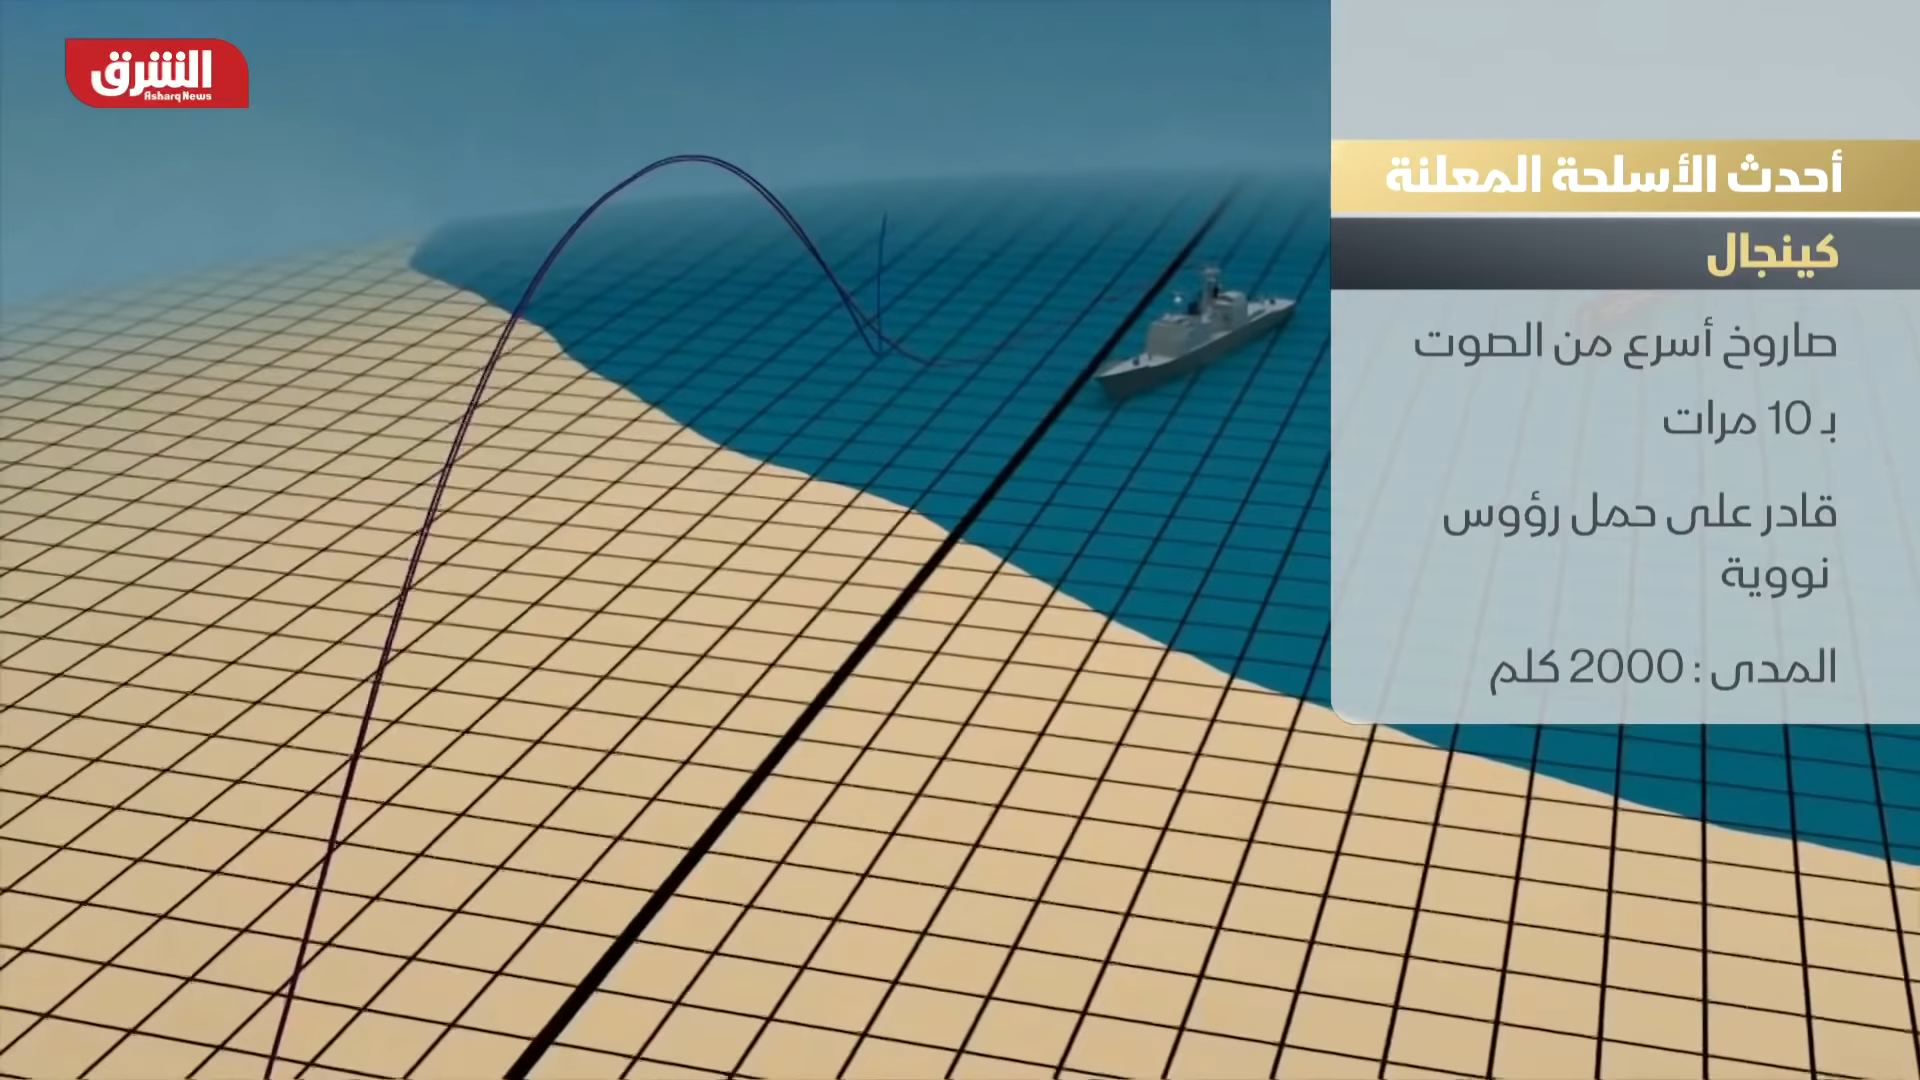 الشرق
Asharq News
أحدث الأسلحة المعلنة
كينجال
صاروخ أسرع من الصوت
بـ 10 مرات
قادر على حمل رؤوس
نووية
المدى : 2000 كلم